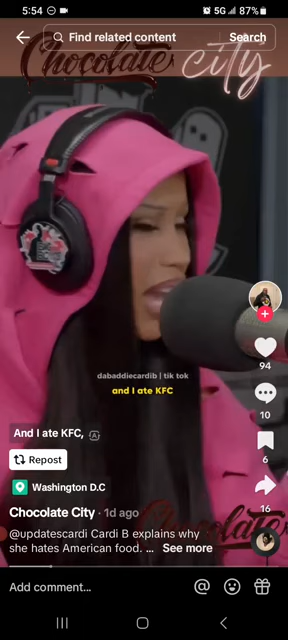 5:54
5G
87%
Find related content
Search
Chocolate
city
94
dabaddiecardib | tik tok
and I ate KFC
10
And I ate KFC,
6
Repost
Washington D.C
16
Chocolate City · 1d ago
Chocolate
@updatescardi Cardi B explains why
she hates American food. ... See more
Add comment...